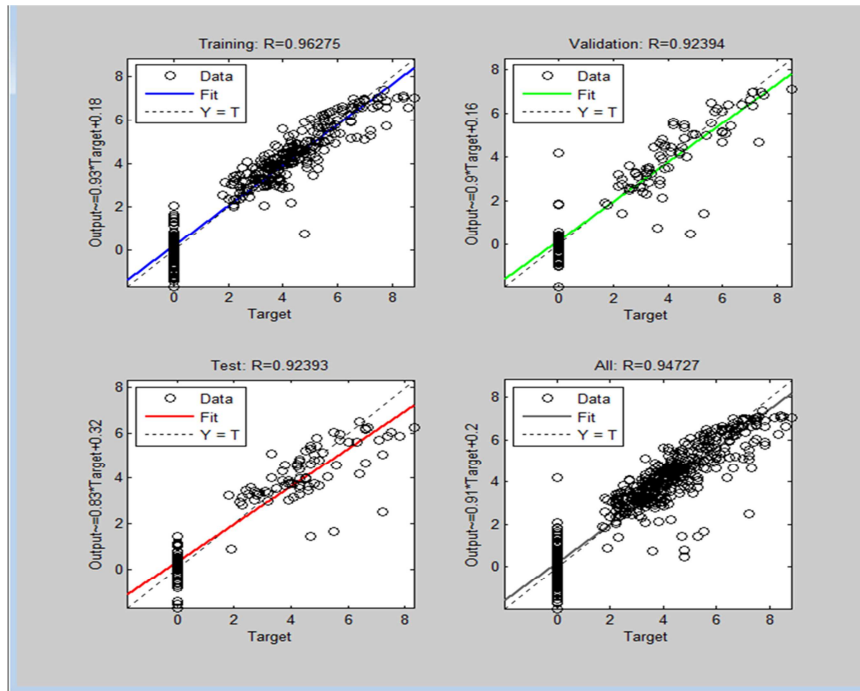 Training: R=0.96275
Output~=0.93*Target+0.18
8
6
4
2
0
Data
Fit
Y = T
0 2 4 6 8
Target
Validation: R=0.92394
Output~=0.9*Target+0.16
8
6
4
2
0
Data
Fit
Y = T
0 2 4 6 8
Target
Test: R=0.92393
Output~=0.83*Target+0.32
8
6
4
2
0
Data
Fit
Y = T
0 2 4 6 8
Target
All: R=0.94727
Output~=0.91*Target+0.2
8
6
4
2
0
Data
Fit
Y = T
0 2 4 6 8
Target